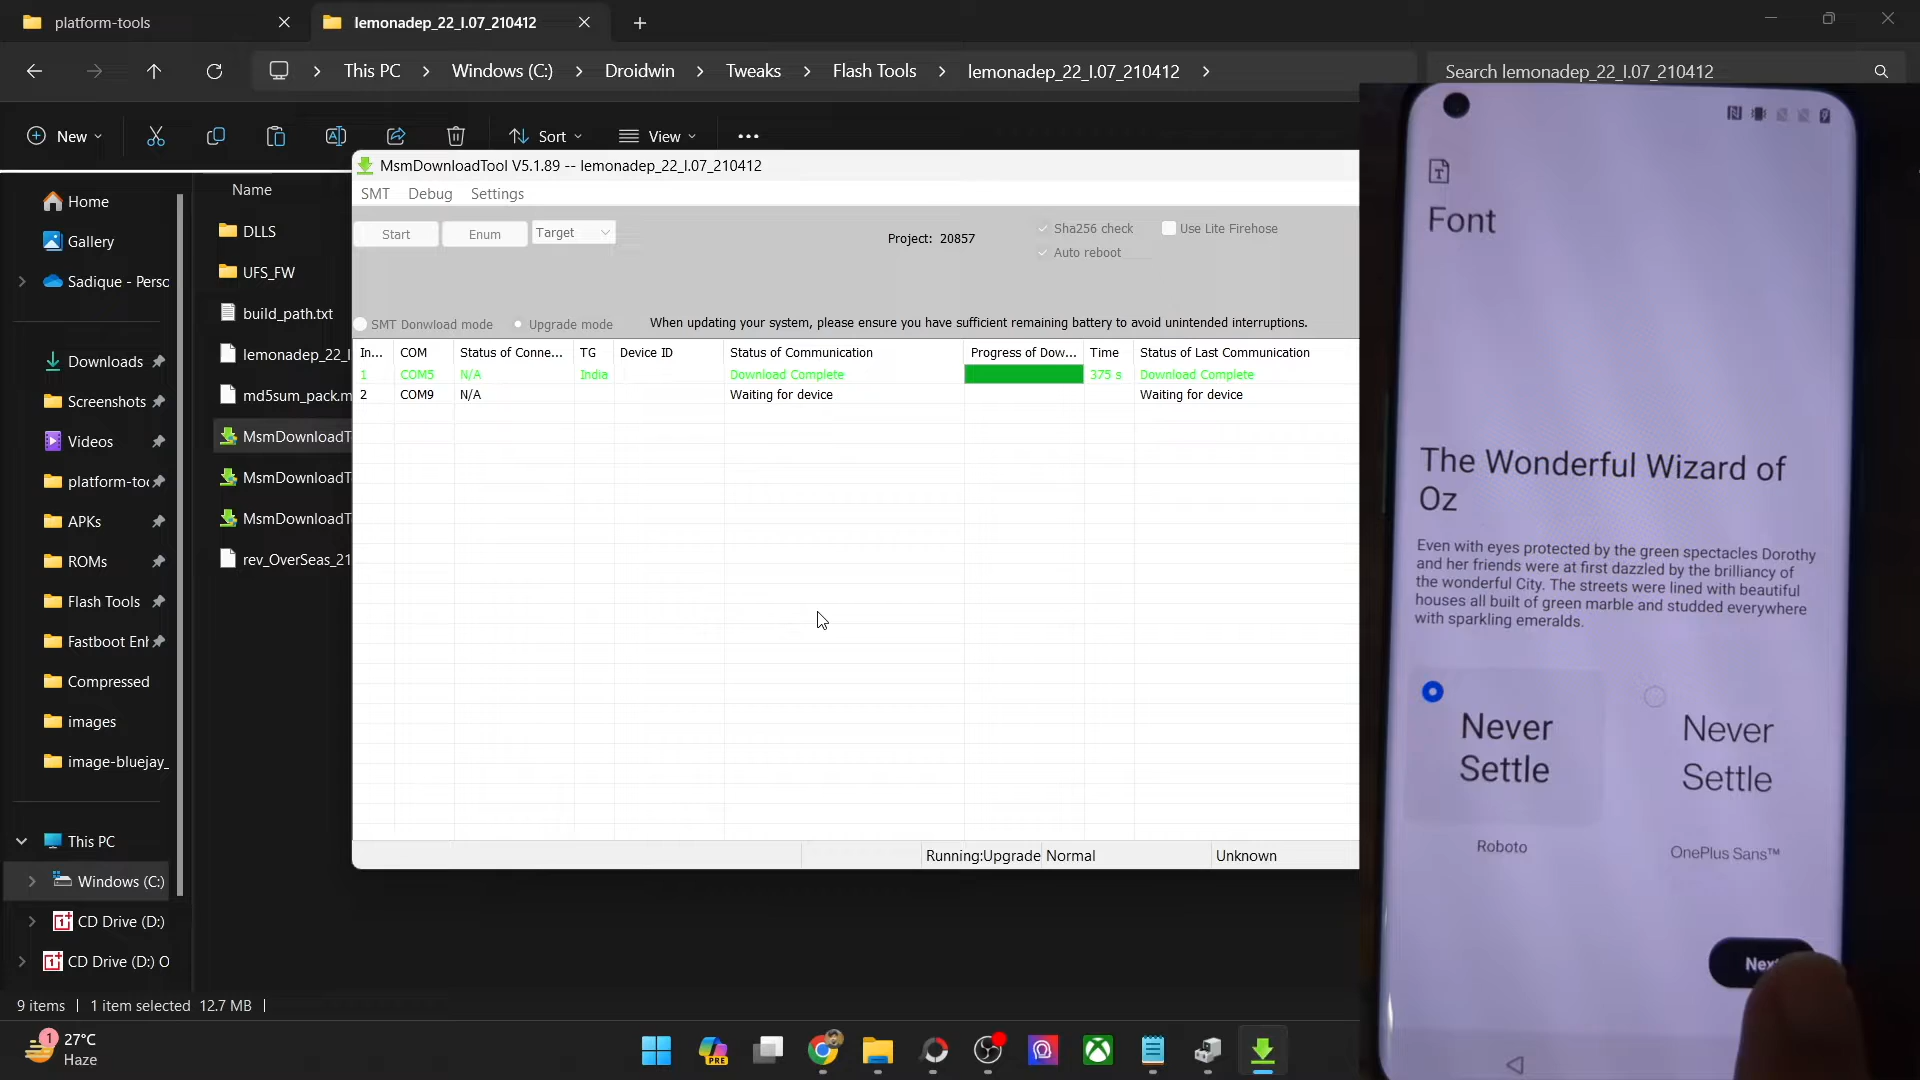 platform-tools
lemonadep_22_I.07_210412
This PC
Windows (C:)
Droidwin
Tweaks
Flash Tools
lemonadep_22_I.07_210412
Search lemonadep_22_I.07_210412
New
Sort
View
Home
Gallery
Sadique - Perso
Downloads
Screenshots
Videos
platform-too
APKs
ROMs
Flash Tools
Fastboot Enh
Compressed
images
image-bluejay_
This PC
Windows (C:)
CD Drive (D:)
CD Drive (D:) O
Name
DLLS
UFS_FW
build_path.txt
lemonadep_22_I
md5sum_pack.m
MsmDownloadT
MsmDownloadT
MsmDownloadT
rev_OverSeas_21
9 items
1 item selected 12.7 MB
MsmDownloadTool V5.1.89 -- lemonadep_22_I.07_210412
SMT Debug Settings
Start
Enum
Target
Project: 20857
Sha256 check
Use Lite Firehose
Auto reboot
SMT Donwload mode
Upgrade mode
When updating your system, please ensure you have sufficient remaining battery to avoid unintended interruptions.
In... COM Status of Conne... TG Device ID Status of Communication Progress of Dow... Time Status of Last Communication
1 COM5 N/A India Download Complete 375 s Download Complete
2 COM9 N/A Waiting for device Waiting for device
Running:Upgrade Normal Unknown
Font
The Wonderful Wizard of
Oz
Even with eyes protected by the green spectacles Dorothy
and her friends were at first dazzled by the brilliancy of
the wonderful City. The streets were lined with beautiful
houses all built of green marble and studded everywhere
with sparkling emeralds.
Never
Settle
Roboto
Never
Settle
OnePlus Sans™
1
27°C
Haze
PRE